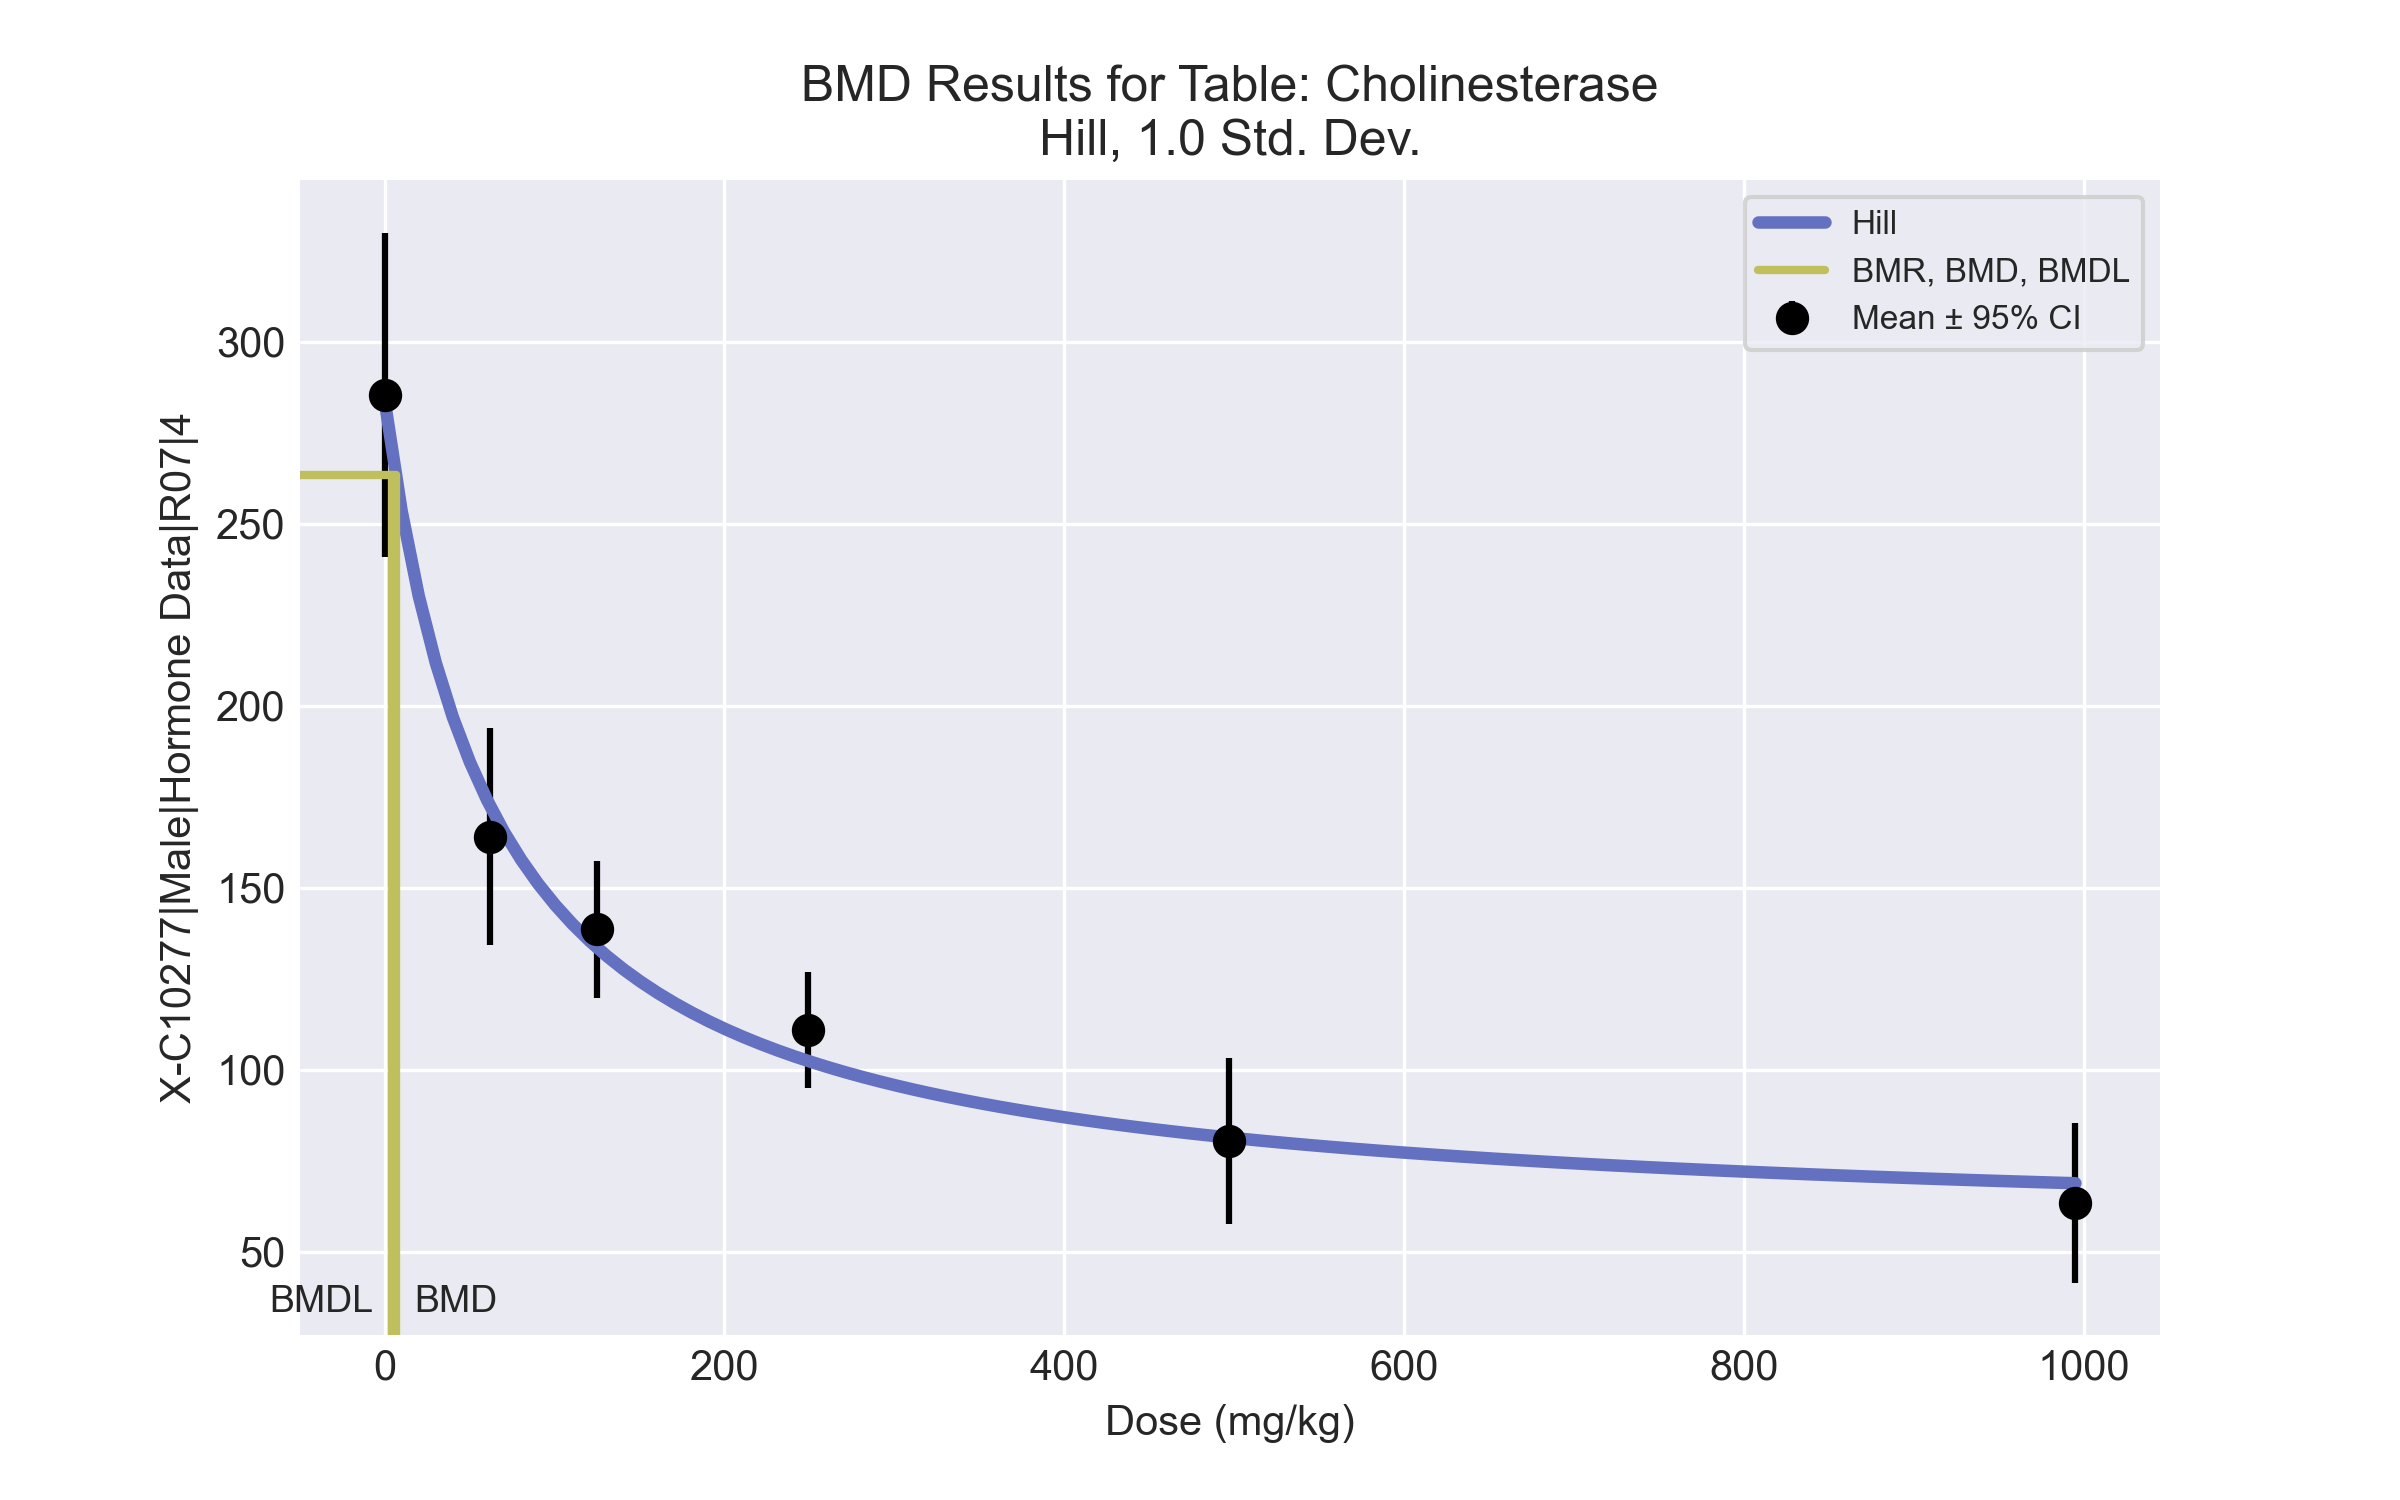 BMD Results for Table: Cholinesterase
Hill, 1.0 Std. Dev.
Hill
BMR, BMD, BMDL
Mean ± 95% CI
X-C10277|Male|Hormone Data|R07|4
300
250
200
150
100
50
BMDL BMD
0 200 400 600 800 1000
Dose (mg/kg)